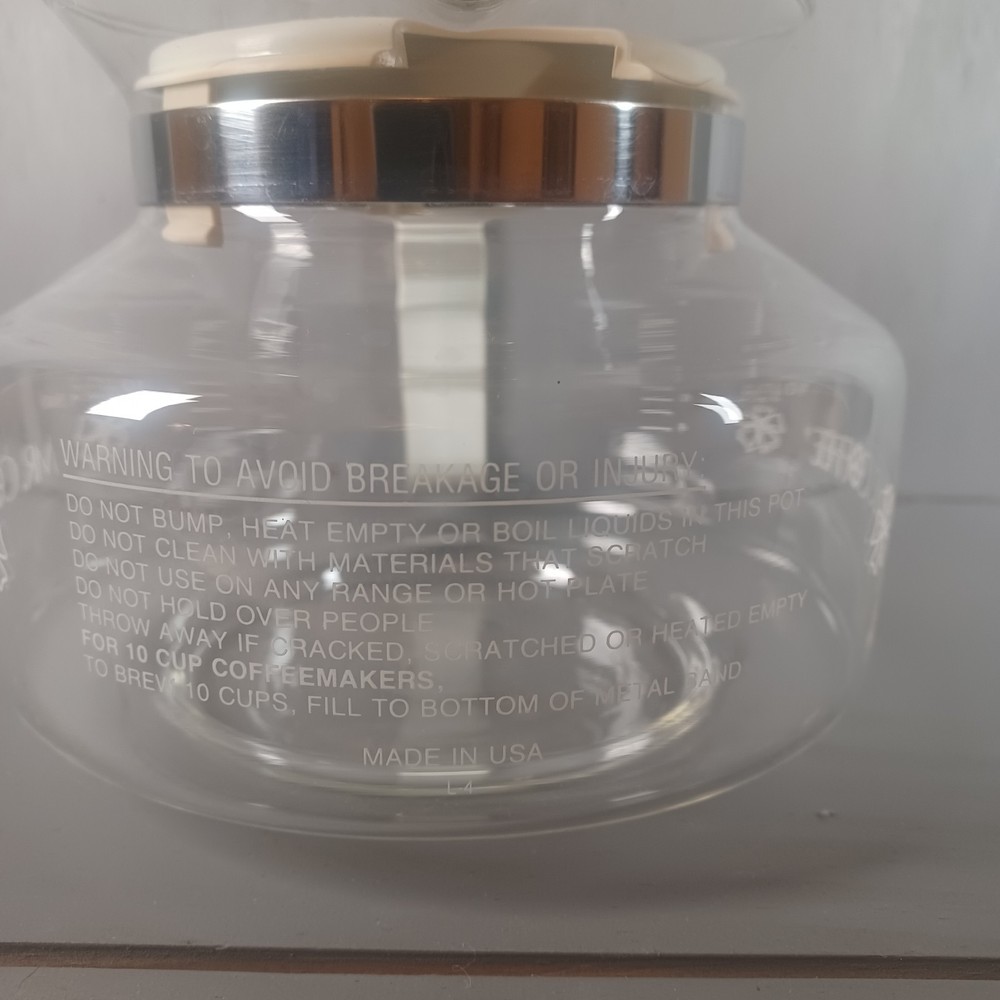 WARNING TO AVOID BREAKAGE OR INJURY:
DO NOT BUMP, HEAT EMPTY OR BOIL LIQUIDS IN THIS POT
DO NOT CLEAN WITH MATERIALS THAT SCRATCH
DO NOT USE ON ANY RANGE OR HOT PLATE
DO NOT HOLD OVER PEOPLE
THROW AWAY IF CRACKED, SCRATCHED OR HEATED EMPTY
FOR 10 CUP COFFEEMAKERS,
TO BREW 10 CUPS, FILL TO BOTTOM OF METAL BAND
MADE IN USA
L-4